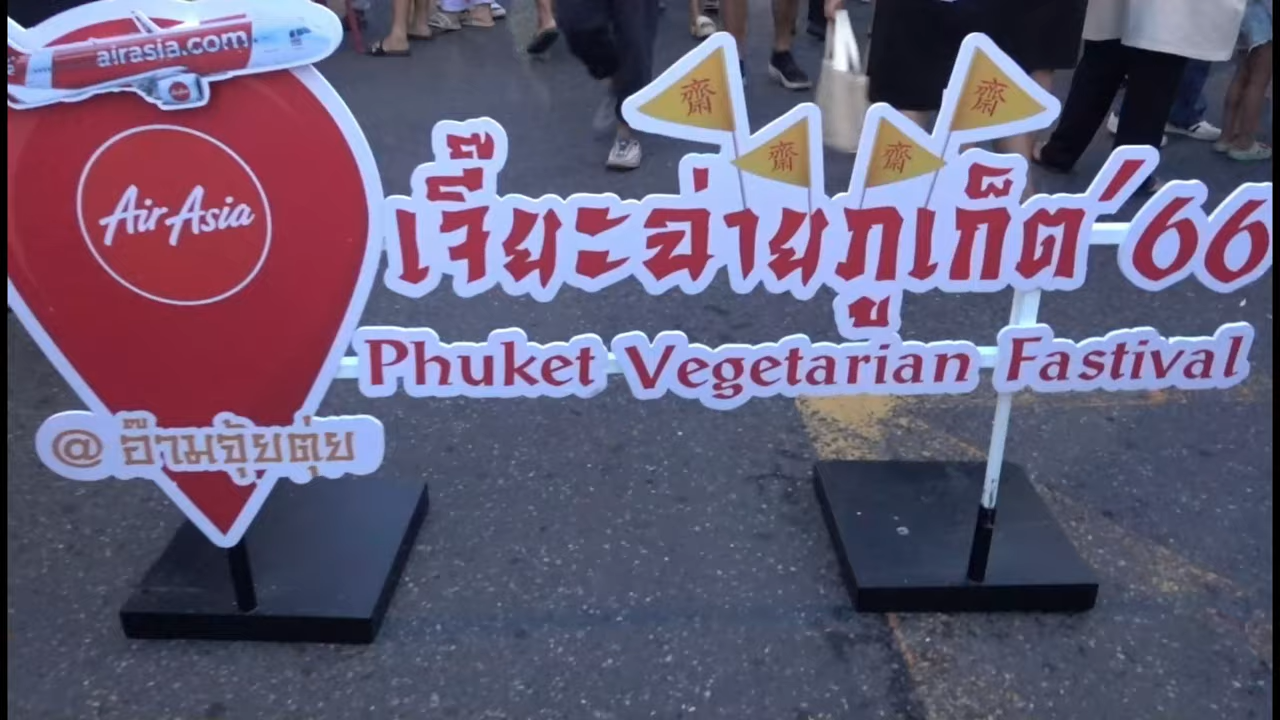 airasia.com
AirAsia
@ อ๊ามจุ้ยตุ่ย
齋 齋 齋 齋
เจี๊ยะฉ่ายภูเก็ต '66
Phuket Vegetarian Fastival